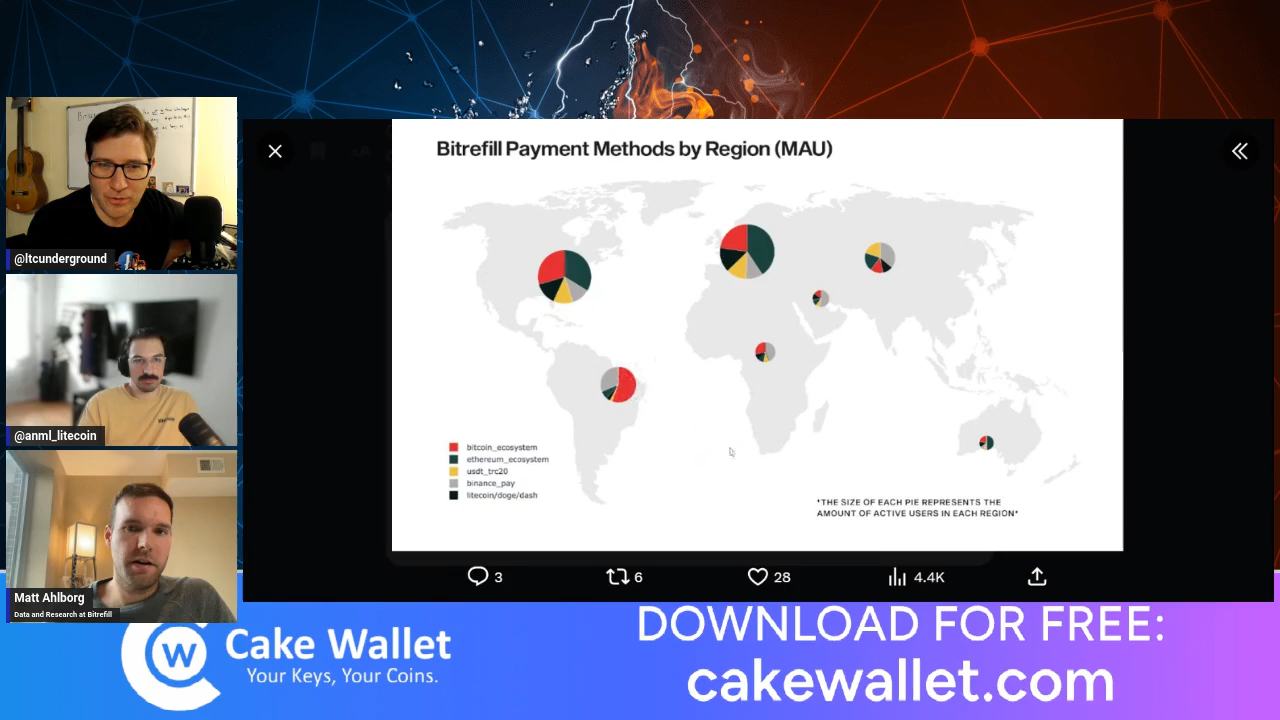 @ltcunderground
@anml_litecoin
Matt Ahlborg
Data and Research at Bitrefill
Bitrefill Payment Methods by Region (MAU)
bitcoin_ecosystem
ethereum_ecosystem
usdt_trc20
binance_pay
litecoin/doge/dash
*THE SIZE OF EACH PIE REPRESENTS THE
AMOUNT OF ACTIVE USERS IN EACH REGION*
3
6
28
4.4K
W
Cake Wallet
Your Keys, Your Coins.
DOWNLOAD FOR FREE:
cakewallet.com